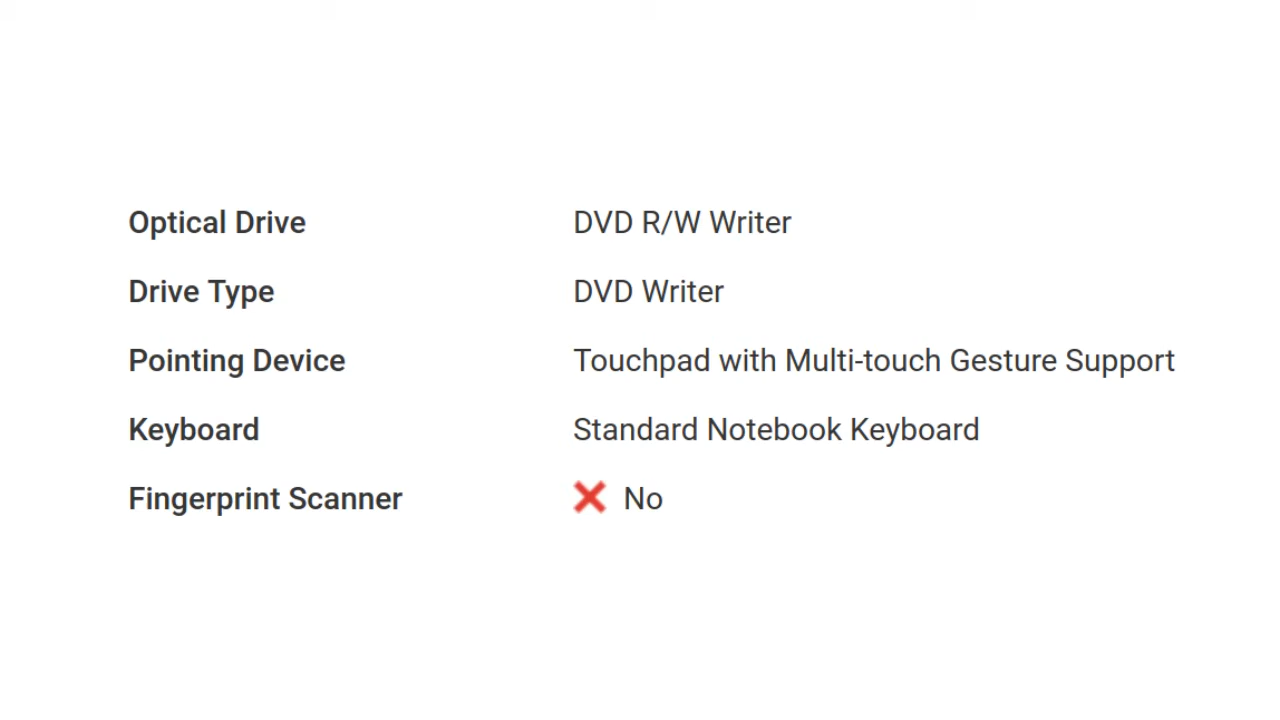 Optical Drive DVD R/W Writer
Drive Type DVD Writer
Pointing Device Touchpad with Multi-touch Gesture Support
Keyboard Standard Notebook Keyboard
Fingerprint Scanner ❌ No